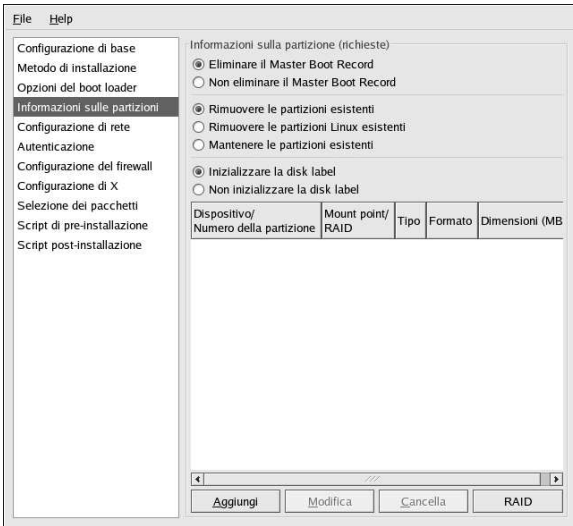 File Help
Configurazione di base
Metodo di installazione
Opzioni del boot loader
Informazioni sulle partizioni
Configurazione di rete
Autenticazione
Configurazione del firewall
Configurazione di X
Selezione dei pacchetti
Script di pre-installazione
Script post-installazione
Informazioni sulla partizione (richieste)
Eliminare il Master Boot Record
Non eliminare il Master Boot Record
Rimuovere le partizioni esistenti
Rimuovere le partizioni Linux esistenti
Mantenere le partizioni esistenti
Inizializzare la disk label
Non inizializzare la disk label
Dispositivo/
Numero della partizione
Mount point/
RAID
Tipo
Formato
Dimensioni (MB
Aggiungi
Modifica
Cancella
RAID